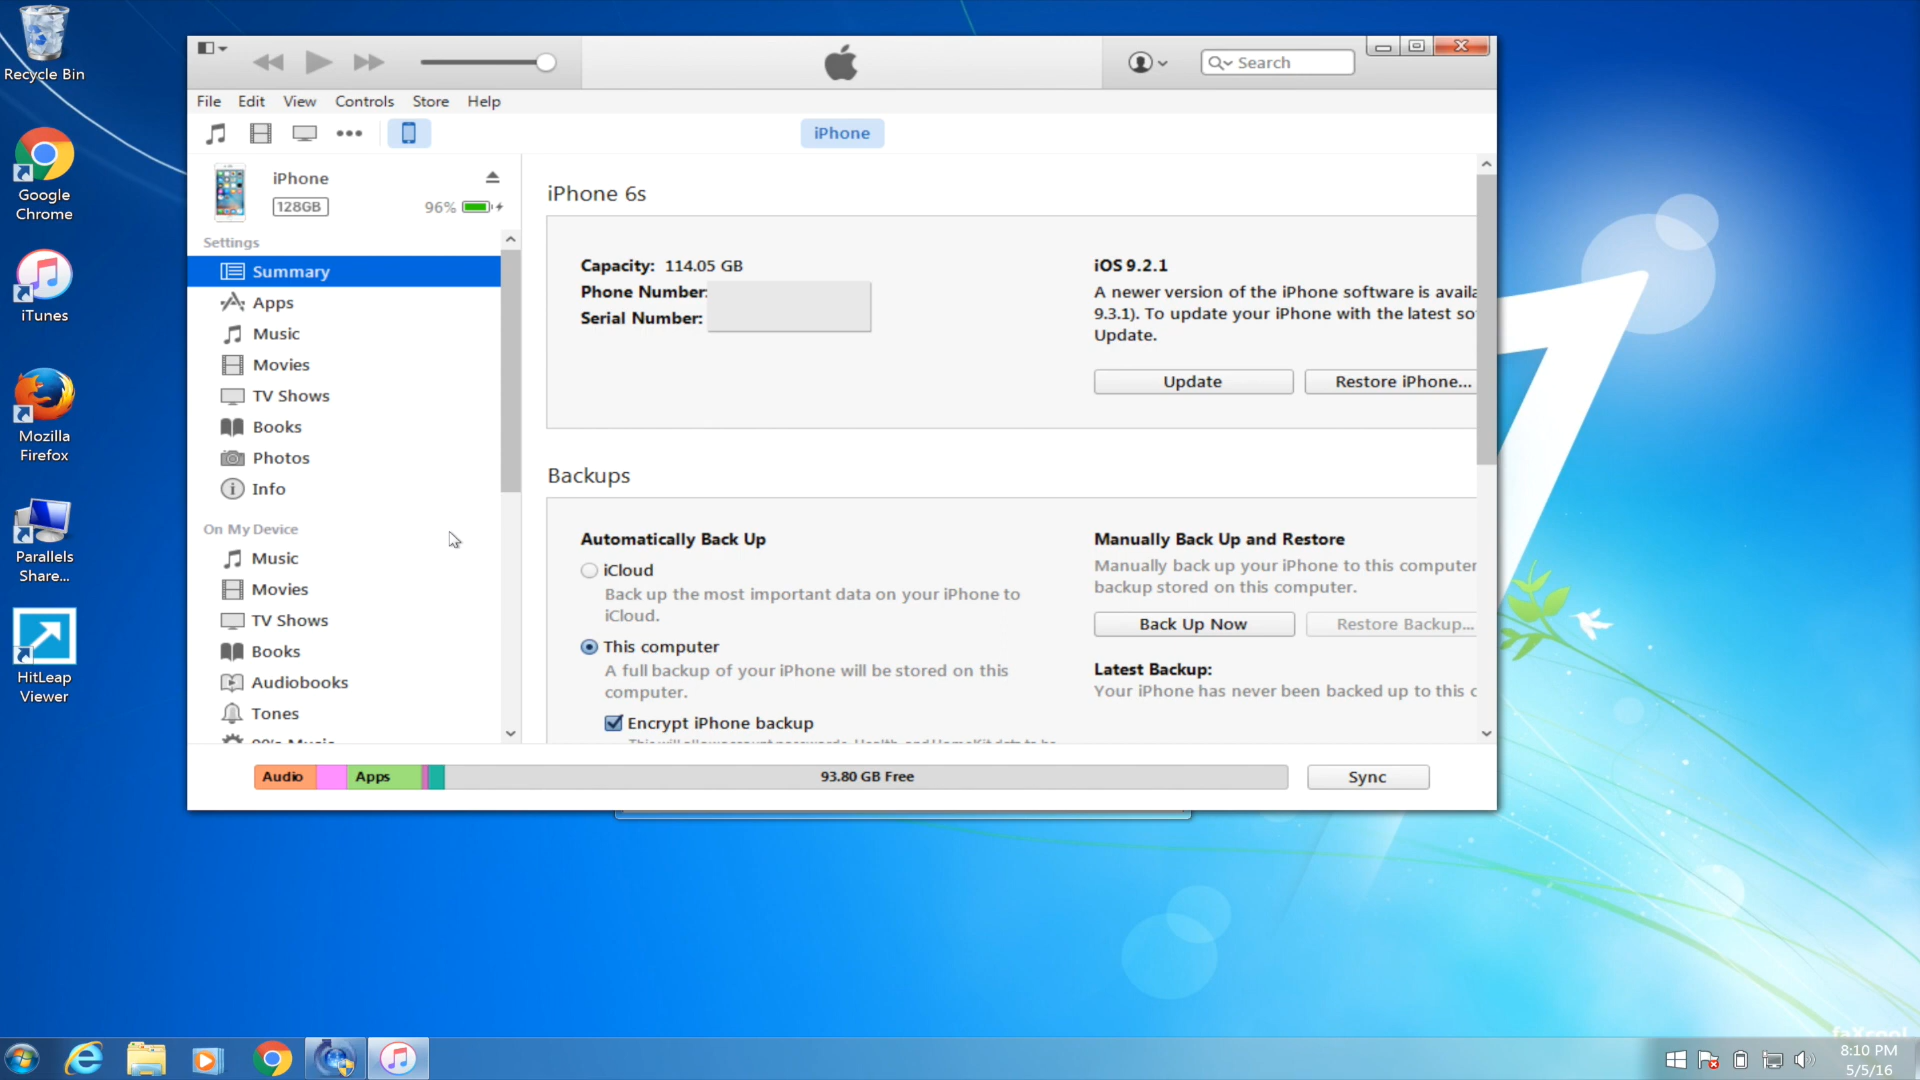 Recycle Bin
Google
Chrome
iTunes
Mozilla
Firefox
Parallels
Share...
HitLeap
Viewer
Search
File Edit View Controls Store Help
iPhone
iPhone
128GB
96%
Settings
Summary
Apps
Music
Movies
TV Shows
Books
Photos
Info
On My Device
Music
Movies
TV Shows
Books
Audiobooks
Tones
iPhone 6s
Capacity: 114.05 GB
Phone Number:
Serial Number:
iOS 9.2.1
A newer version of the iPhone software is availa
9.3.1). To update your iPhone with the latest so
Update.
Update
Restore iPhone...
Backups
Automatically Back Up
iCloud
Back up the most important data on your iPhone to
iCloud.
This computer
A full backup of your iPhone will be stored on this
computer.
Encrypt iPhone backup
Manually Back Up and Restore
Manually back up your iPhone to this computer
backup stored on this computer.
Back Up Now
Restore Backup...
Latest Backup:
Your iPhone has never been backed up to this c
Audio
Apps
93.80 GB Free
Sync
8:10 PM
5/5/16